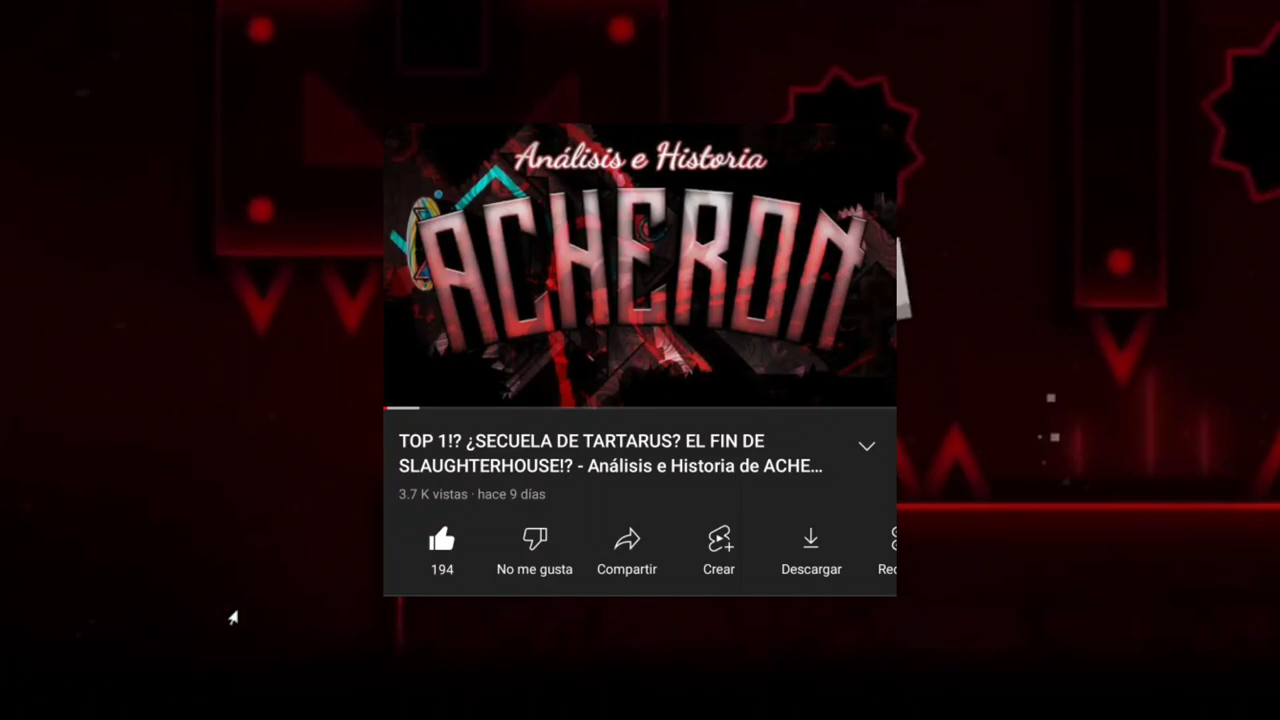 Análisis e Historia
ACHERON
TOP 1!? ¿SECUELA DE TARTARUS? EL FIN DE
SLAUGHTERHOUSE!? - Análisis e Historia de ACHE...
3.7 K vistas · hace 9 días
194 No me gusta Compartir Crear Descargar Rec